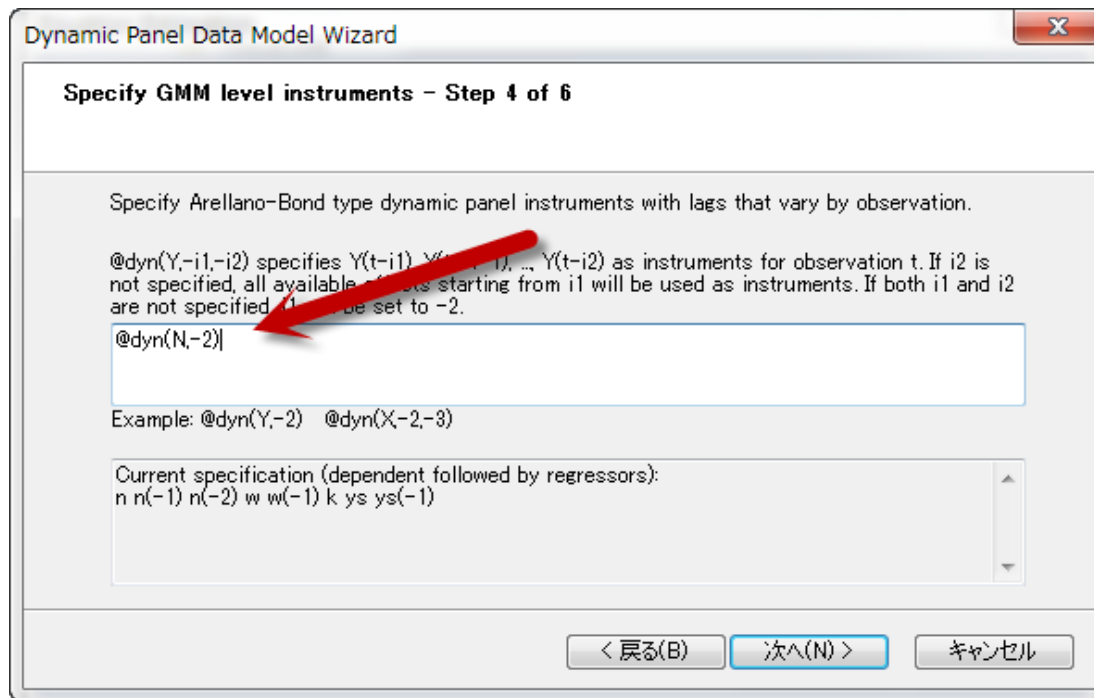 Dynamic Panel Data Model Wizard
Specify GMM level instruments - Step 4 of 6
Specify Arellano-Bond type dynamic panel instruments with lags that vary by observation.
@dyn(Y,-i1,-i2) specifies Y(t-i1), ..., Y(t-i2) as instruments for observation t. If i2 is
not specified, all available starting from i1 will be used as instruments. If both i1 and i2
are not specified, be set to -2.
@dyn(N,-2)
Example: @dyn(Y,-2) @dyn(X,-2,-3)
Current specification (dependent followed by regressors):
n n(-1) n(-2) w w(-1) k ys ys(-1)
< 戻る(B) 次へ(N) > キャンセル